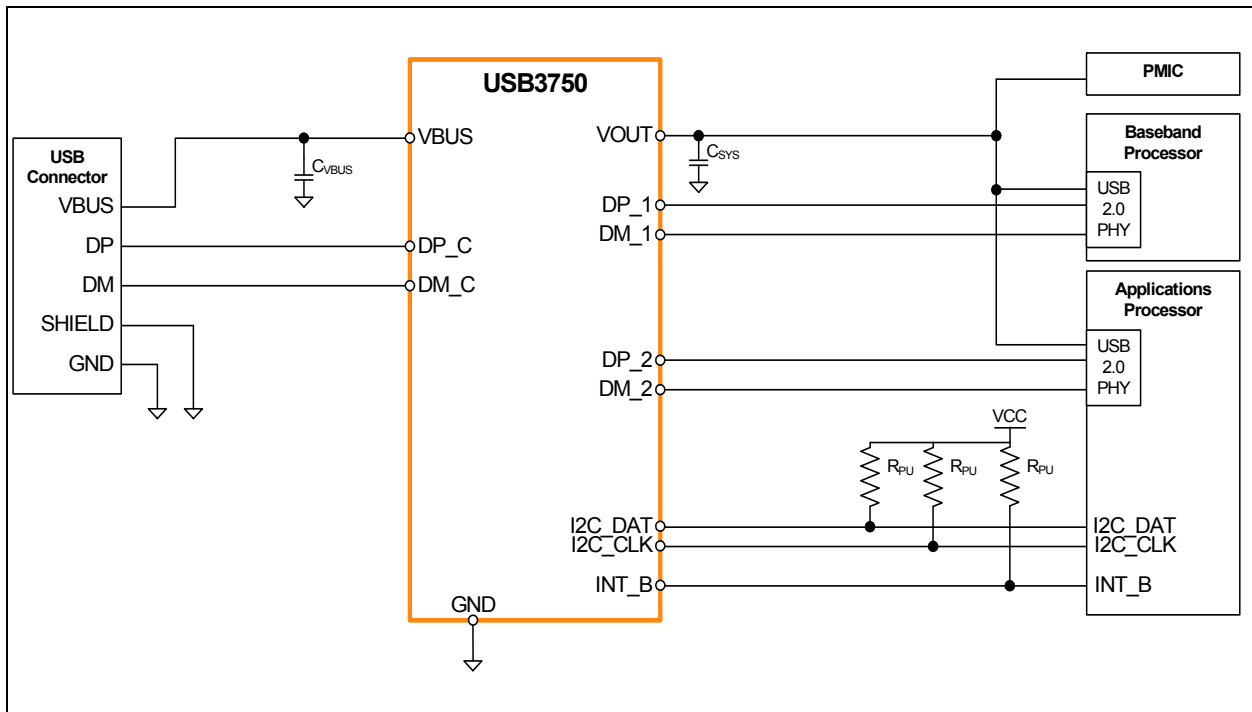 USB3750
PMIC
USB
Connector
VBUS
DP
DM
SHIELD
GND
CVBUS
VBUS
DP_C
DM_C
GND
VOUT
DP_1
DM_1
DP_2
DM_2
I2C_DAT
I2C_CLK
INT_B
CSYS
VCC
RPU
RPU
RPU
Baseband
Processor
USB
2.0
PHY
Applications
Processor
USB
2.0
PHY
I2C_DAT
I2C_CLK
INT_B